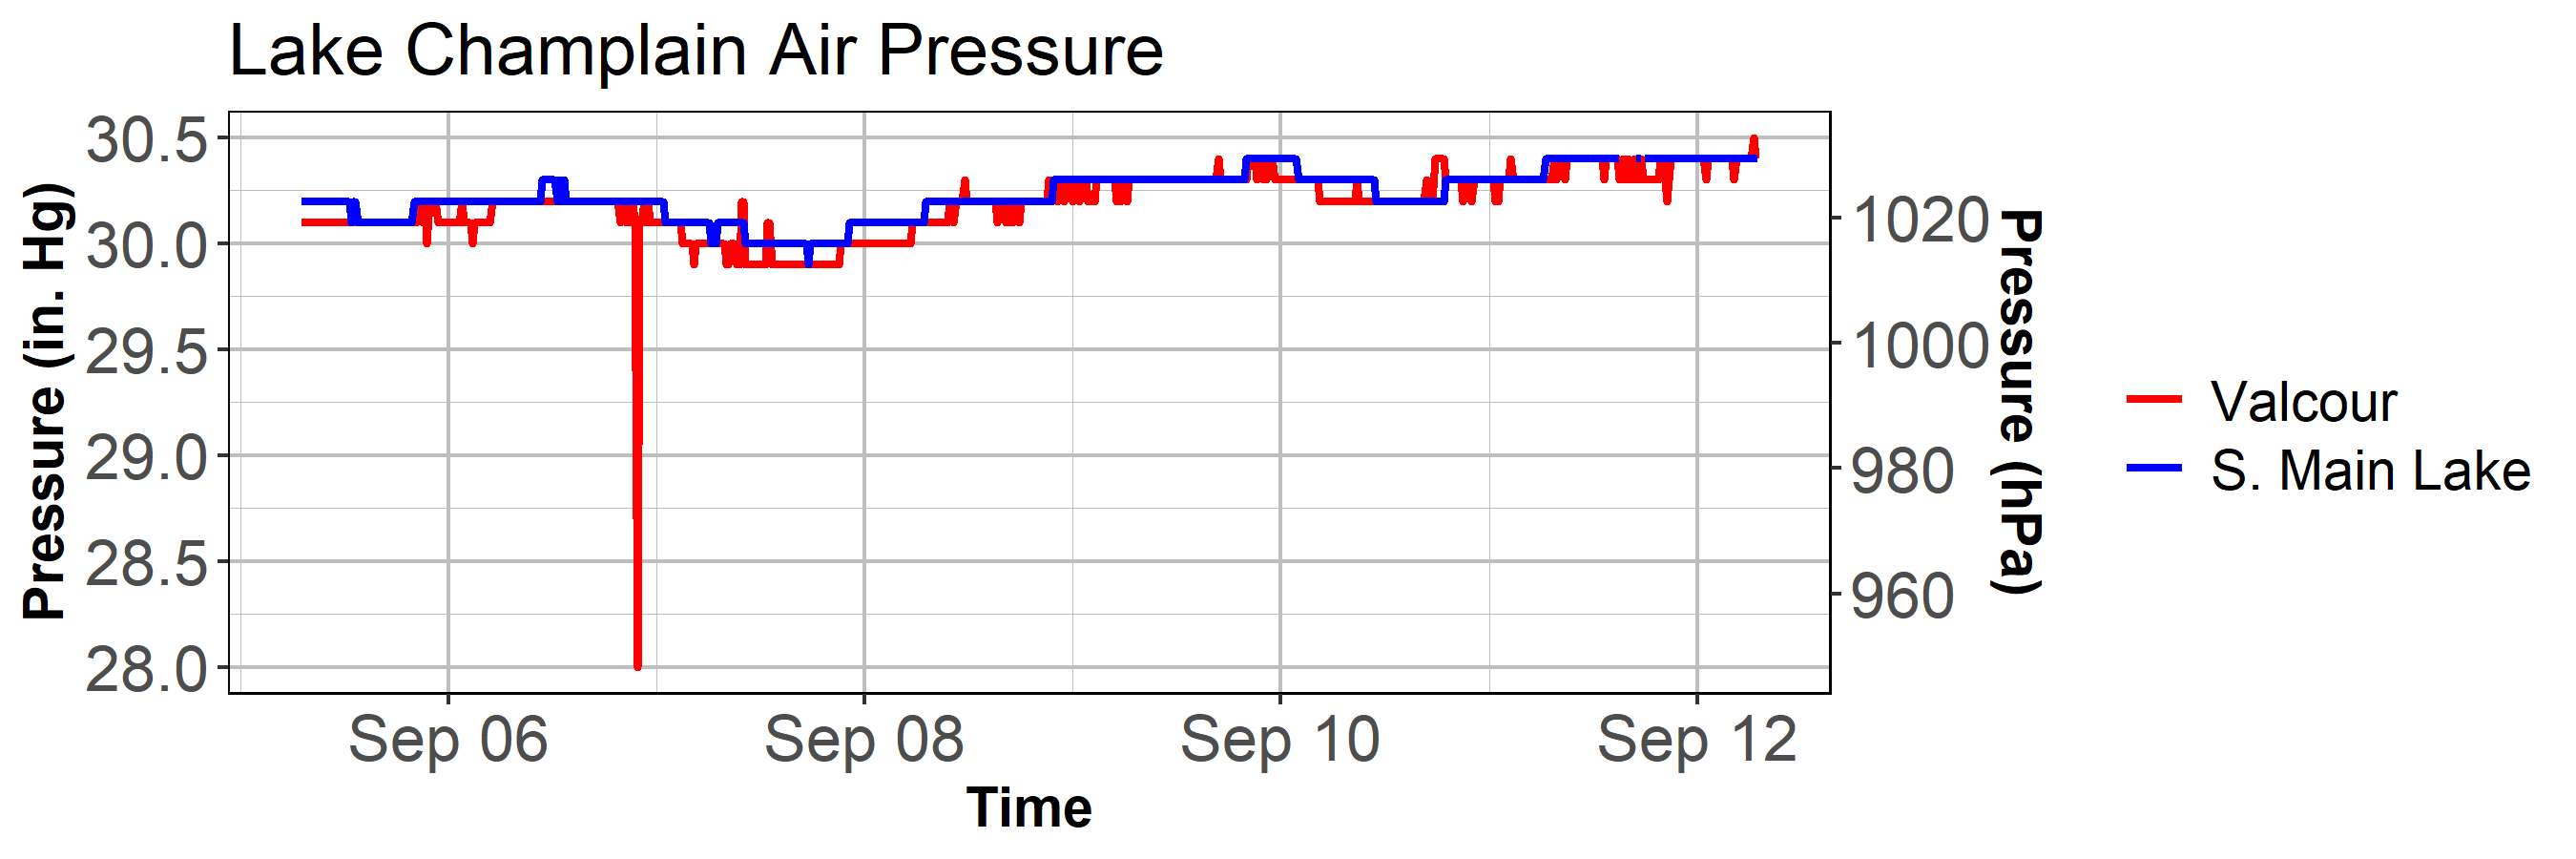 Lake Champlain Air Pressure
Pressure (in. Hg)
30.5
30.0
29.5
29.0
28.5
28.0
1020
1000
980
960
Pressure (hPa)
Sep 06
Sep 08
Sep 10
Sep 12
Time
Valcour
S. Main Lake